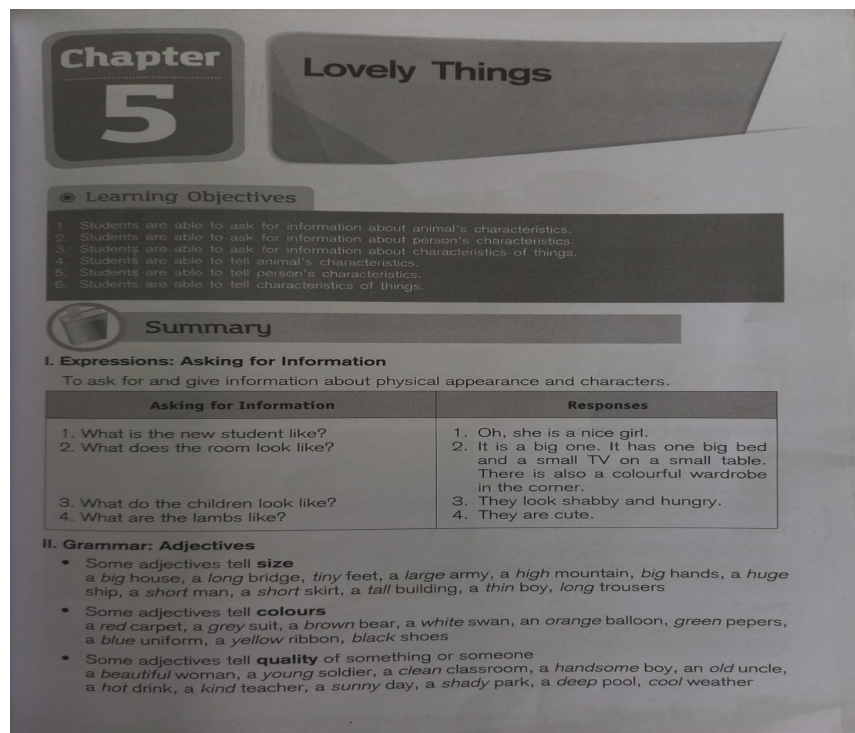 Chapter
5
Lovely Things
Learning Objectives
1. Students are able to ask for information about animal's characteristics.
2. Students are able to ask for information about person's characteristics.
3. Students are able to ask for information about characteristics of things.
4. Students are able to tell animal's characteristics.
5. Students are able to tell person's characteristics.
6. Students are able to tell characteristics of things.
Summary
I. Expressions: Asking for Information
To ask for and give information about physical appearance and characters.
Asking for Information
1. What is the new student like?
2. What does the room look like?
3. What do the children look like?
4. What are the lambs like?
Responses
1. Oh, she is a nice girl.
2. It is a big one. It has one big bed
and a small TV on a small table.
There is also a colourful wardrobe
in the corner.
3. They look shabby and hungry.
4. They are cute.
II. Grammar: Adjectives
• Some adjectives tell size
a big house, a long bridge, tiny feet, a large army, a high mountain, big hands, a huge
ship, a short man, a short skirt, a tall building, a thin boy, long trousers
• Some adjectives tell colours
a red carpet, a grey suit, a brown bear, a white swan, an orange balloon, green pepers,
a blue uniform, a yellow ribbon, black shoes
• Some adjectives tell quality of something or someone
a beautiful woman, a young soldier, a clean classroom, a handsome boy, an old uncle,
a hot drink, a kind teacher, a sunny day, a shady park, a deep pool, cool weather